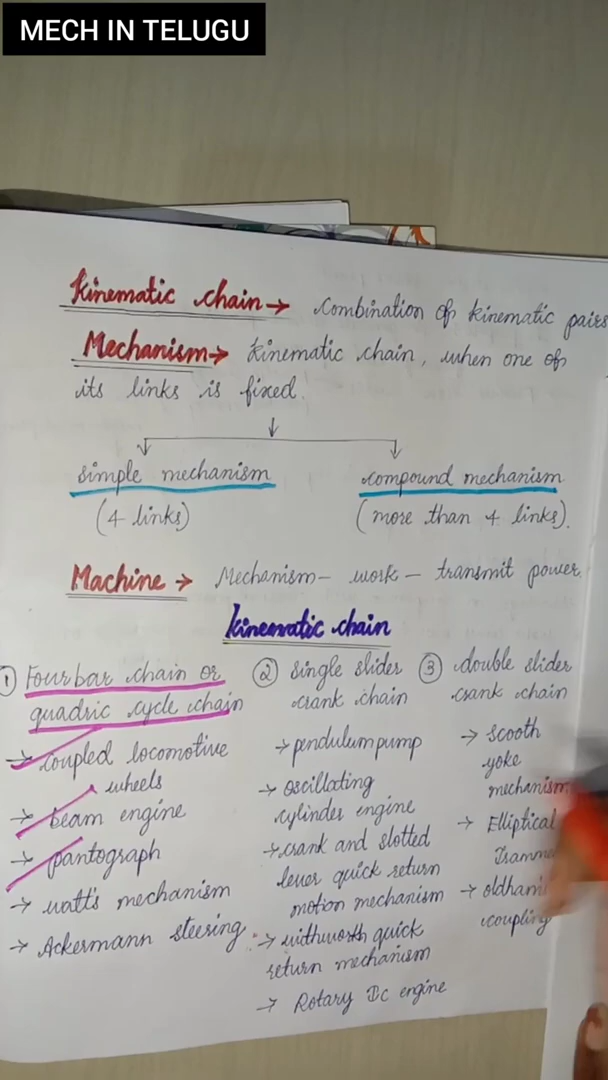 MECH IN TELUGU
Kinematic chain → combination of kinematic pairs
Mechanism → kinematic chain, when one of
its links is fixed.
simple mechanism
(4 links)
compound mechanism
(more than 4 links).
Machine → Mechanism - work - transmit power.
kinematic chain
① Four bar chain or
quadric cycle chain
→ coupled locomotive
wheels
→ beam engine
→ pantograph
→ watt's mechanism
→ Ackermann steering
② single slider
crank chain
→ pendulum pump
→ oscillating
cylinder engine
→ crank and slotted
lever quick return
motion mechanism
→ withworth quick
return mechanism
→ Rotary Ic engine
③ double slider
crank chain
→ scooth
yoke
mechanism
→ Elliptical
→
coupling